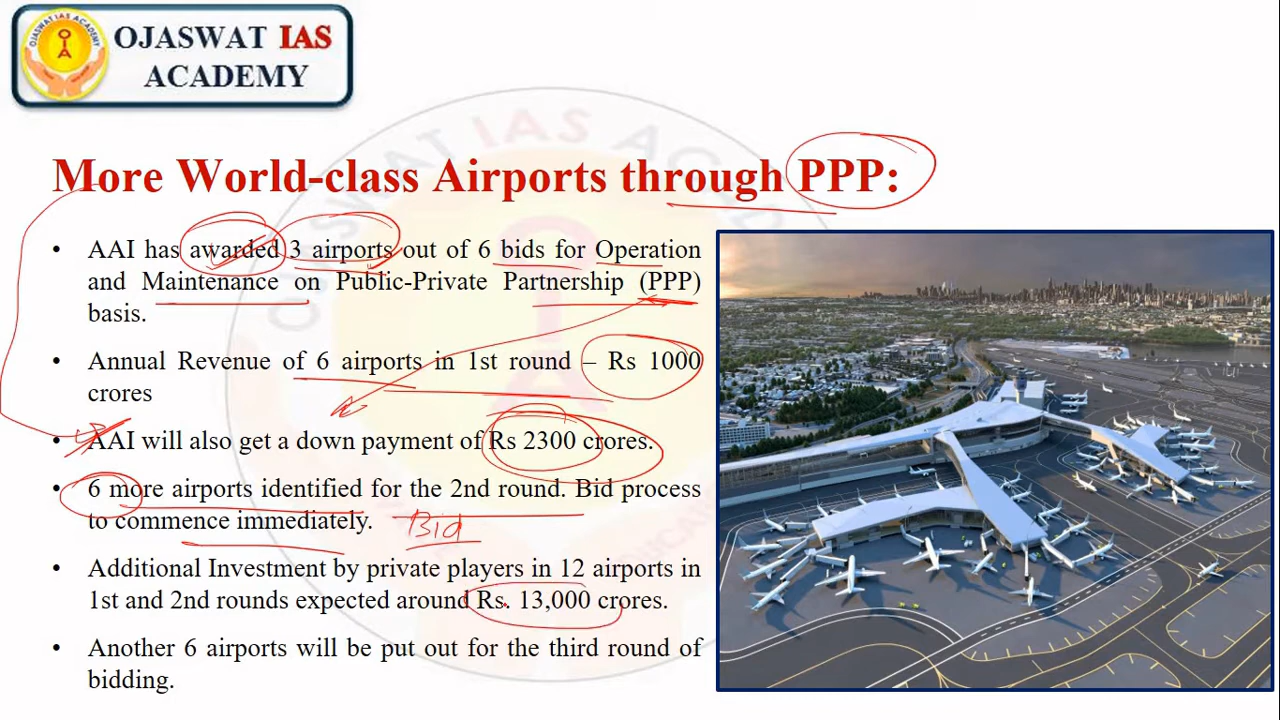 OJASWAT IAS
ACADEMY
More World-class Airports through PPP:
• AAI has awarded 3 airports out of 6 bids for Operation
and Maintenance on Public-Private Partnership (PPP)
basis.
• Annual Revenue of 6 airports in 1st round – Rs 1000
crores
• AAI will also get a down payment of Rs 2300 crores.
• 6 more airports identified for the 2nd round. Bid process
to commence immediately. Bid
• Additional Investment by private players in 12 airports in
1st and 2nd rounds expected around Rs. 13,000 crores.
• Another 6 airports will be put out for the third round of
bidding.